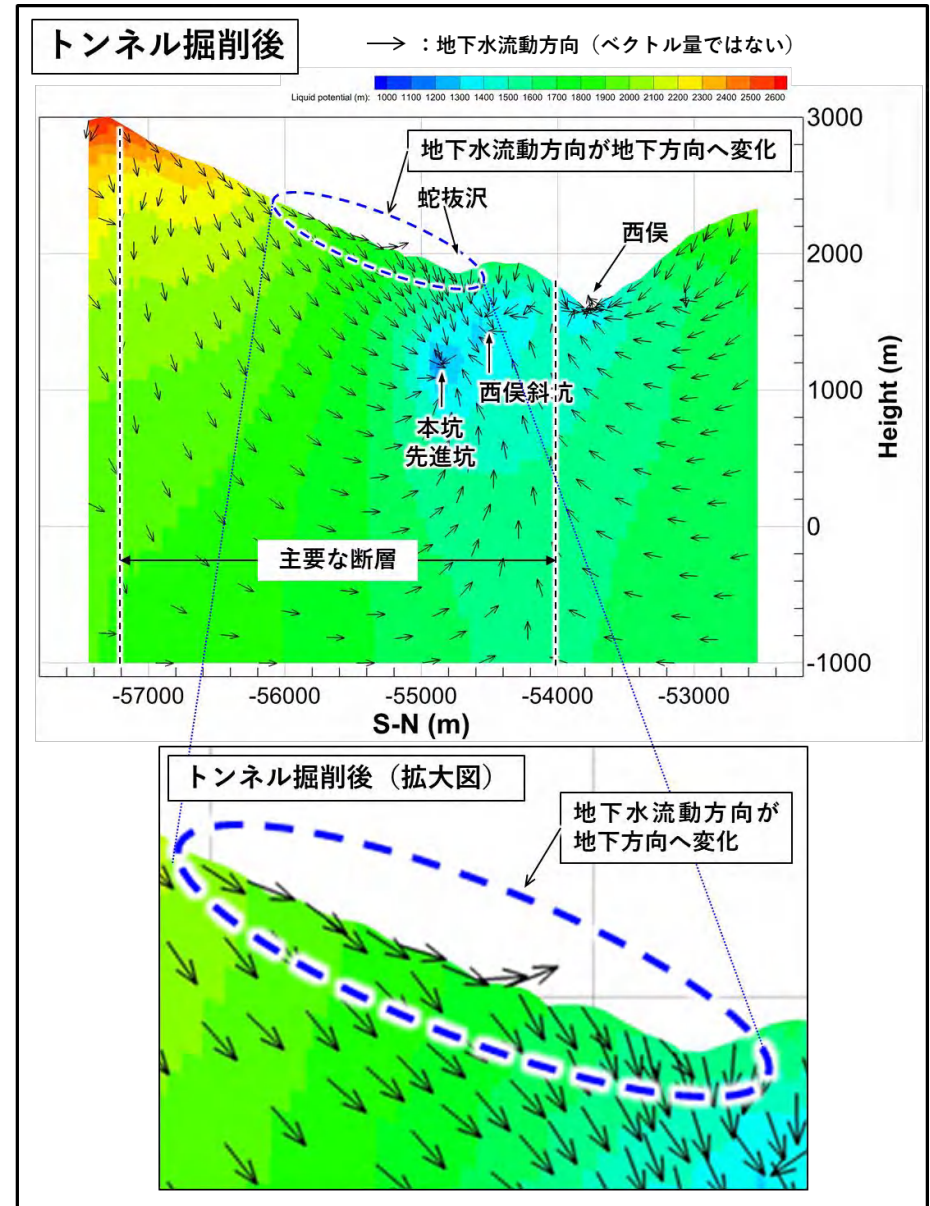 トンネル掘削後
→ ：地下水流動方向（ベクトル量ではない）
Liquid potential (m): 1000 1100 1200 1300 1400 1500 1600 1700 1800 1900 2000 2100 2200 2300 2400 2500 2600
地下水流動方向が地下方向へ変化
蛇抜沢
西俣
西俣斜坑
本坑
先進坑
主要な断層
3000
2000
1000
0
-1000
Height (m)
-57000 -56000 -55000 -54000 -53000
S-N (m)
トンネル掘削後（拡大図）
地下水流動方向が
地下方向へ変化